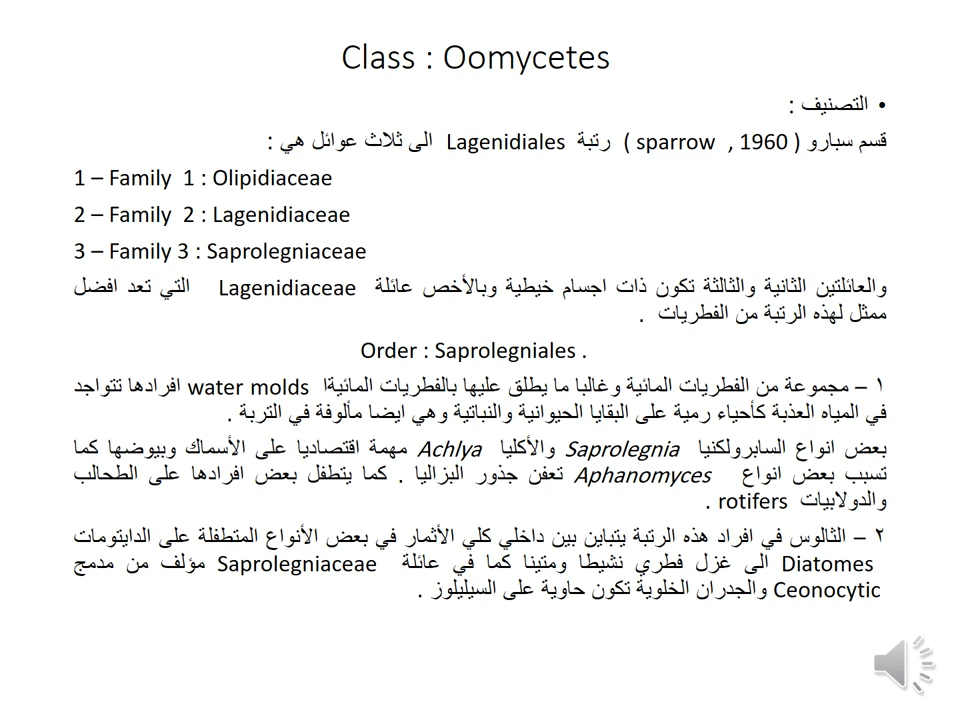 Class : Oomycetes
• التصنيف :
قسم سبارو ( sparrow , 1960 ) رتبة Lagenidiales الى ثلاث عوائل هي :
1 – Family 1 : Olipidiaceae
2 – Family 2 : Lagenidiaceae
3 – Family 3 : Saprolegniaceae
والعائلتين الثانية والثالثة تكون ذات اجسام خيطية وبالأخص عائلة Lagenidiaceae التي تعد افضل
ممثل لهذه الرتبة من الفطريات .
Order : Saprolegniales .
١ – مجموعة من الفطريات المائية وغالبا ما يطلق عليها بالفطريات المائيةا water molds افرادها تتواجد
في المياه العذبة كأحياء رمية على البقايا الحيوانية والنباتية وهي ايضا مألوفة في التربة .
بعض انواع السابرولكنيا Saprolegnia والأكليا Achlya مهمة اقتصاديا على الأسماك وبيوضها كما
تسبب بعض انواع Aphanomyces تعفن جذور البزاليا . كما يتطفل بعض افرادها على الطحالب
والدولابيات rotifers .
٢ – الثالوس في افراد هذه الرتبة يتباين بين داخلي كلي الأثمار في بعض الأنواع المتطفلة على الدايتومات
Diatomes الى غزل فطري نشيطا ومتينا كما في عائلة Saprolegniaceae مؤلف من مدمج
Ceonocytic والجدران الخلوية تكون حاوية على السيليلوز .